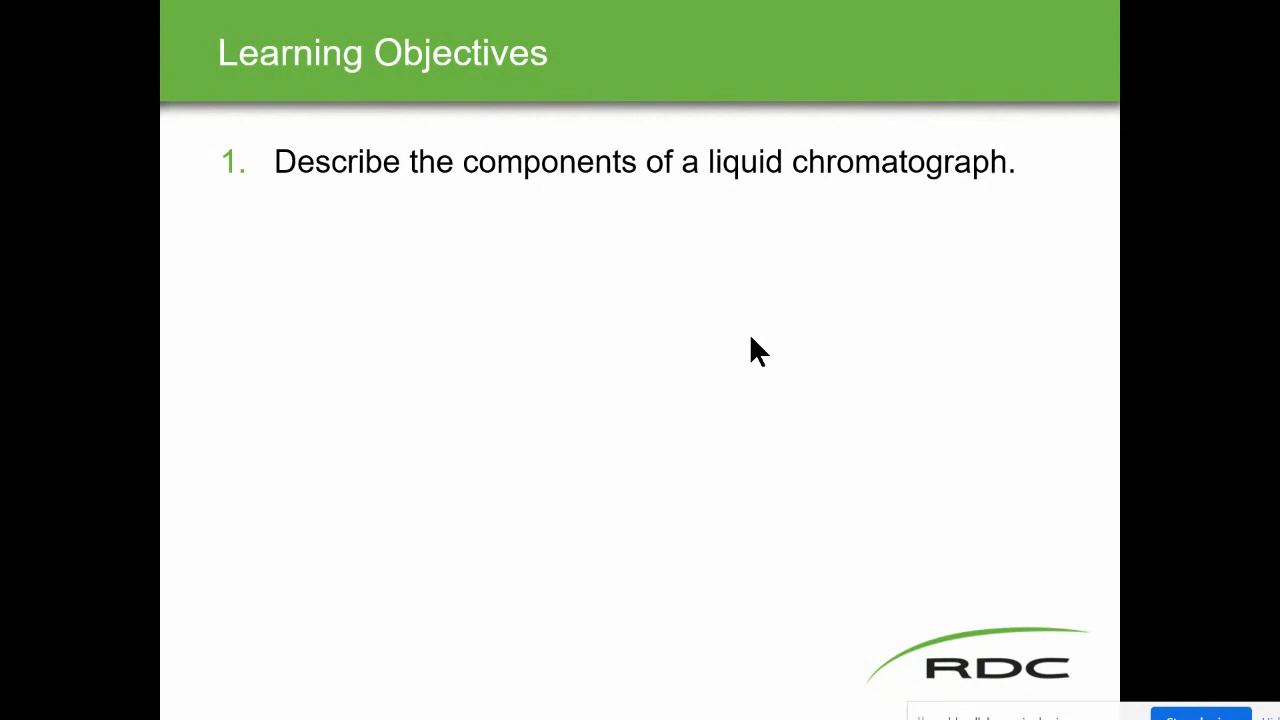 Learning Objectives
1. Describe the components of a liquid chromatograph.
RDC